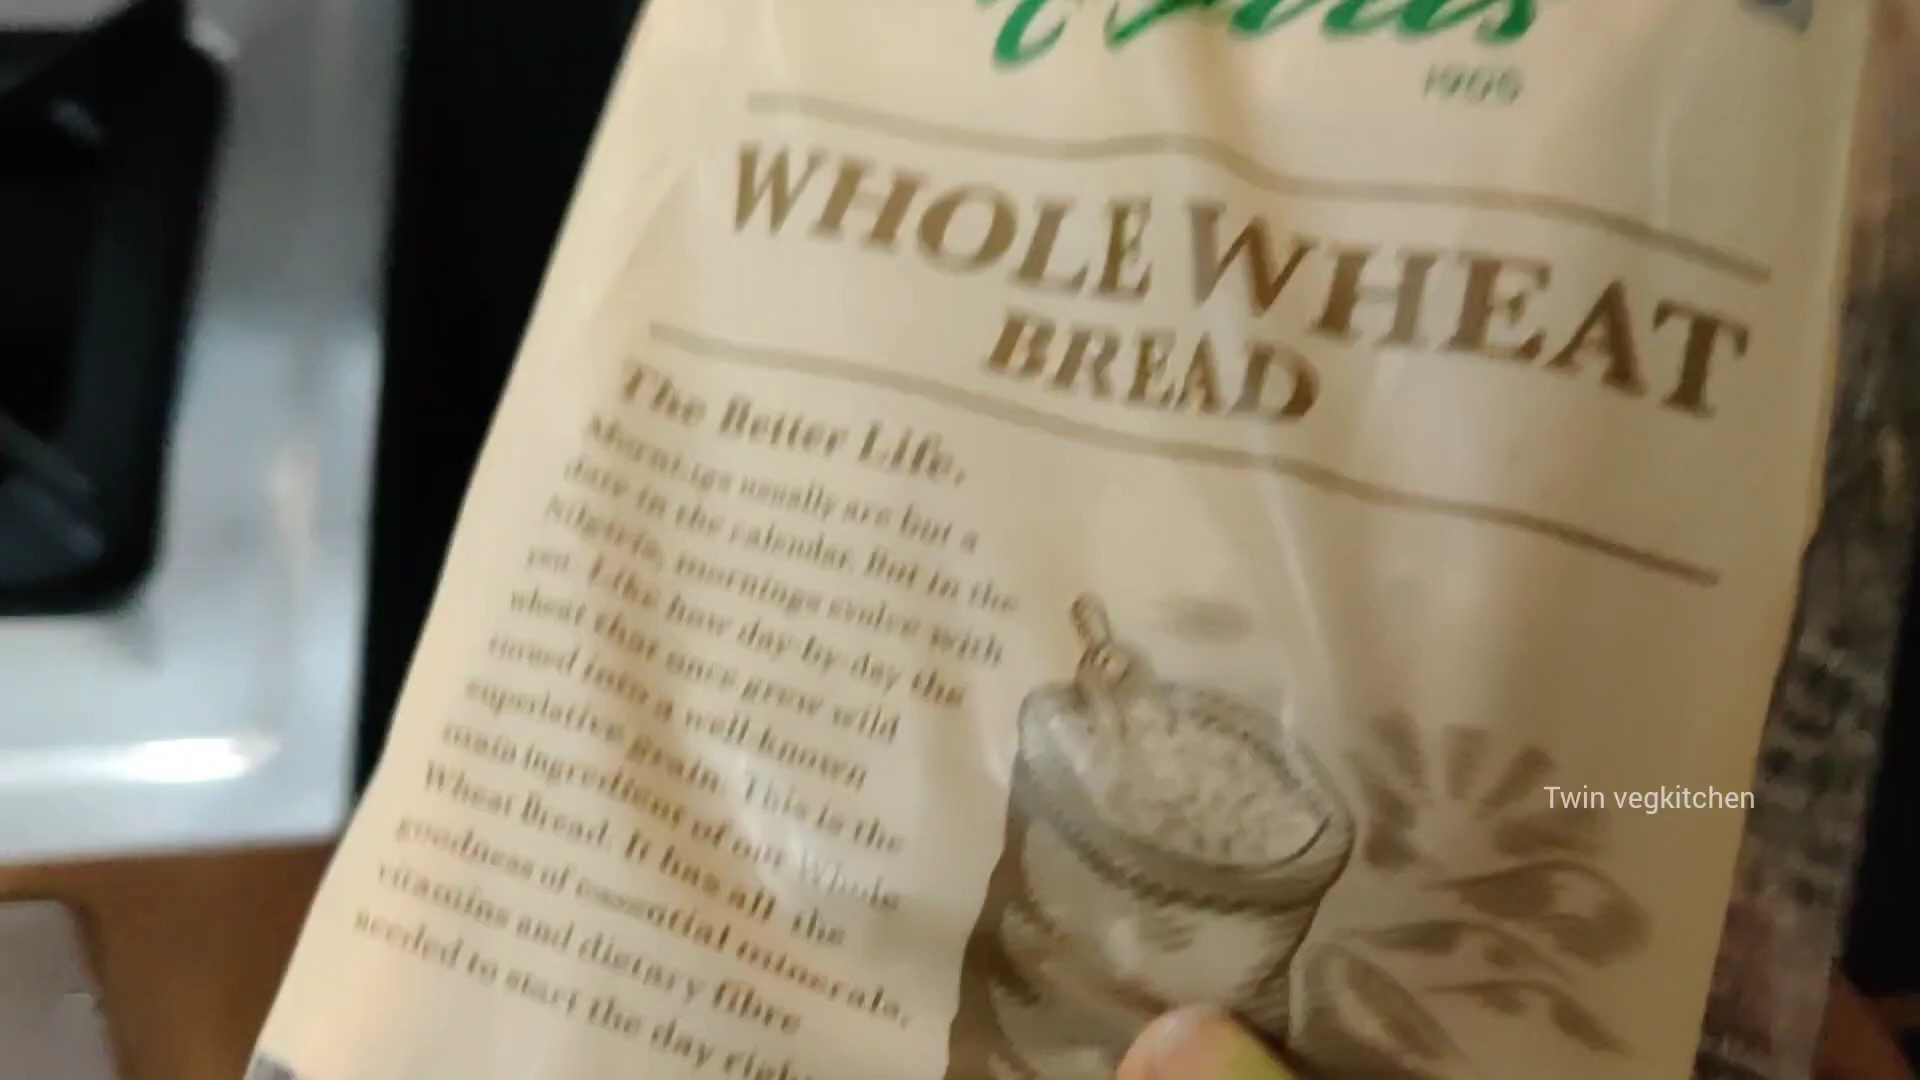 1905
WHOLE WHEAT
BREAD
The Better Life.
Mornings usually are but a
date in the calendar. But in the
Nilgiris, mornings evolve with
you. Like how day-by-day the
wheat that once grew wild
turned into a well-known
superlative grain. This is the
main ingredient of our Whole
Wheat Bread. It has all the
goodness of essential minerals,
vitamins and dietary fibre
needed to start the day
Twin vegkitchen